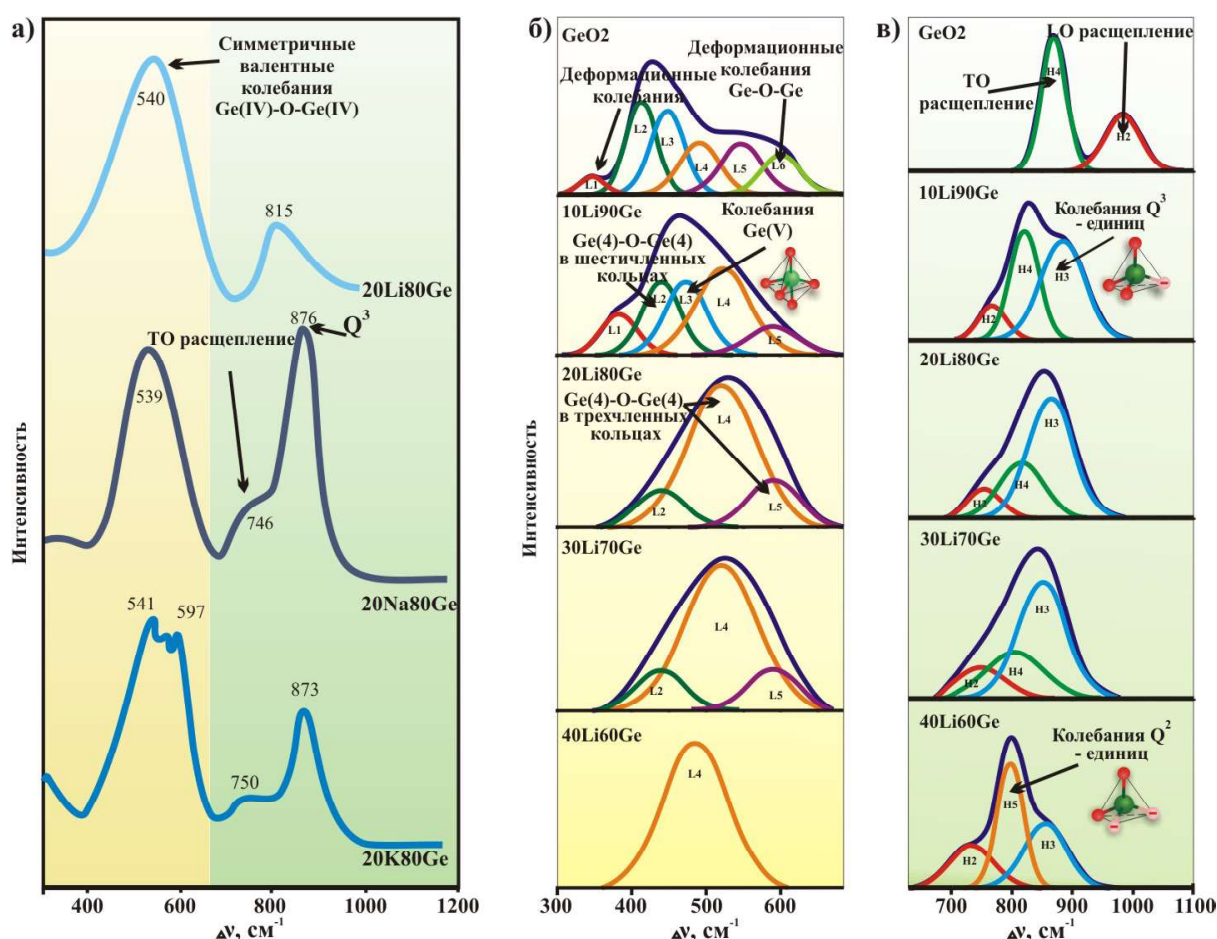 а)
Интенсивность
Симметричные
валентные
колебания
Ge(IV)-O-Ge(IV)
540
815
20Li80Ge
876
Q³
ТО расщепление
539
746
20Na80Ge
541
597
873
750
20K80Ge
400
600
800
1000
1200
Δν, см⁻¹
б)
Интенсивность
GeO2
Деформационные
колебания
Деформационные
колебания
Ge-O-Ge
L1
L2
L3
L4
L5
L6
10Li90Ge
Колебания
Ge(V)
Ge(4)-O-Ge(4)
в шестичленных
кольцах
L1
L2
L3
L4
L5
20Li80Ge
Ge(4)-O-Ge(4)
в трехчленных
кольцах
L4
L2
L5
30Li70Ge
L4
L2
L5
40Li60Ge
L4
300
400
500
600
Δν, см⁻¹
в)
GeO2
LO расщепление
ТО
расщепление
H4
H2
10Li90Ge
Колебания Q³
- единиц
H4
H3
H2
−
20Li80Ge
H3
H4
H2
30Li70Ge
H3
H4
H2
40Li60Ge
Колебания Q²
- единиц
H5
H3
H2
−
−
700
800
900
1000
1100
Δν, см⁻¹